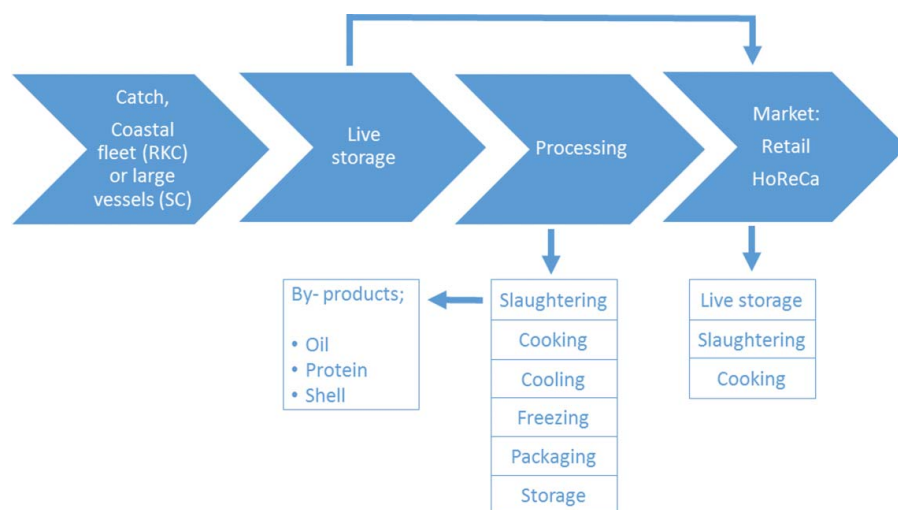 Catch,
Coastal
fleet (RKC)
or large
vessels (SC)
Live
storage
Processing
Market:
Retail
HoReCa
By- products;
• Oil
• Protein
• Shell
Slaughtering
Cooking
Cooling
Freezing
Packaging
Storage
Live storage
Slaughtering
Cooking